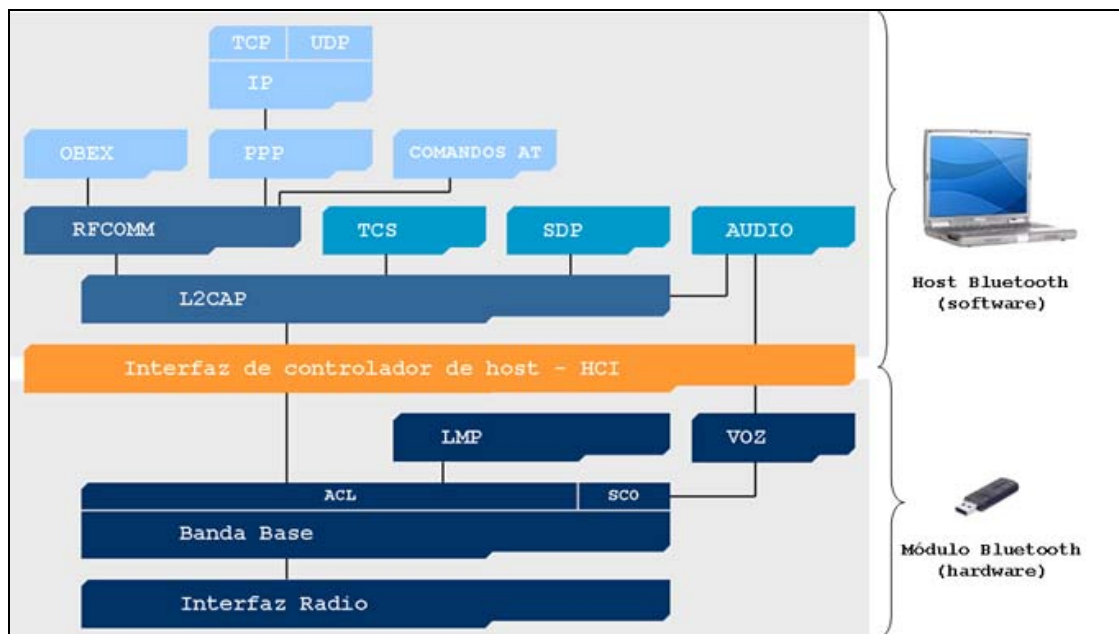 TCP UDP
IP
OBEX PPP COMANDOS AT
RFCOMM TCS SDP AUDIO
L2CAP
Host Bluetooth
(software)
Interfaz de controlador de host - HCI
LMP VOZ
ACL SCO
Banda Base
Módulo Bluetooth
(hardware)
Interfaz Radio